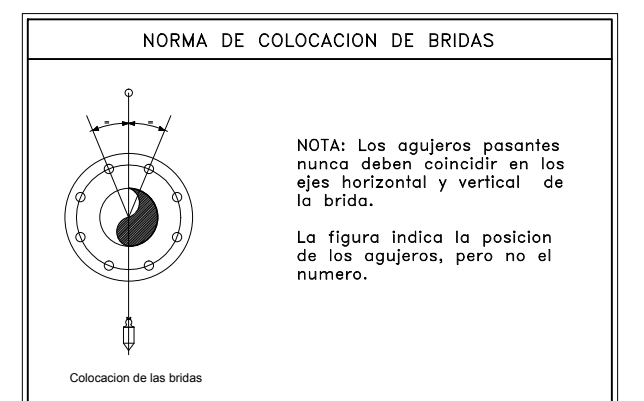 NORMA DE COLOCACION DE BRIDAS
= =
NOTA: Los agujeros pasantes
nunca deben coincidir en los
ejes horizontal y vertical de
la brida.
La figura indica la posicion
de los agujeros, pero no el
numero.
Colocacion de las bridas